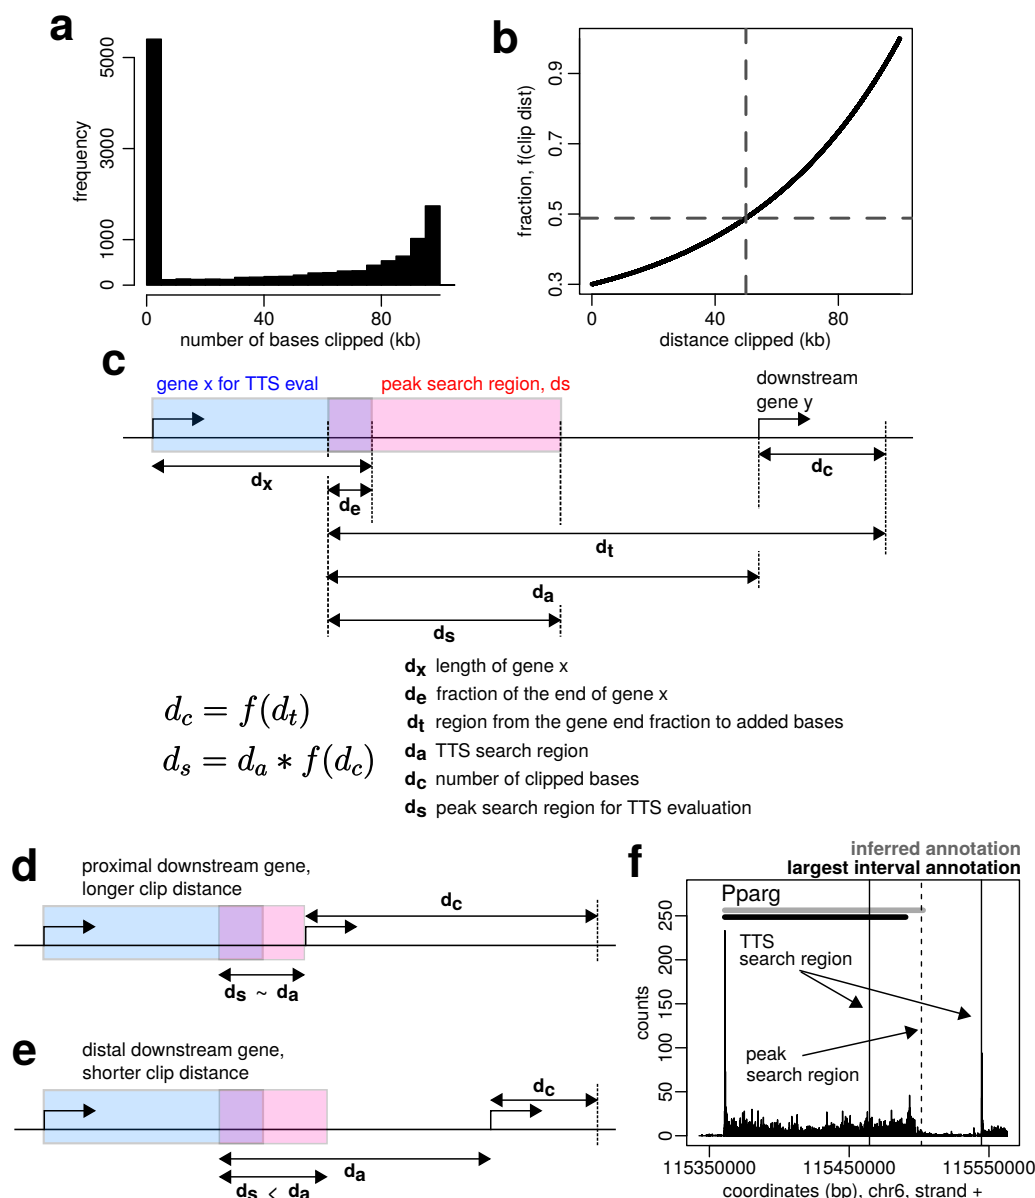 a
frequency
0
1000
3000
5000
0
40
80
number of bases clipped (kb)
b
fraction, f(clip dist)
0.3
0.5
0.7
0.9
0
40
80
distance clipped (kb)
c
gene x for TTS eval
peak search region, ds
downstream
gene y
dx
de
dc
dt
da
ds
dc = f(dt)
ds = da * f(dc)
dx length of gene x
de fraction of the end of gene x
dt region from the gene end fraction to added bases
da TTS search region
dc number of clipped bases
ds peak search region for TTS evaluation
d
proximal downstream gene,
longer clip distance
dc
ds ~ da
e
distal downstream gene,
shorter clip distance
dc
da
ds < da
f
inferred annotation
largest interval annotation
Pparg
TTS
search region
peak
search region
counts
0
50
100
150
200
250
115350000
115450000
115550000
coordinates (bp), chr6, strand +